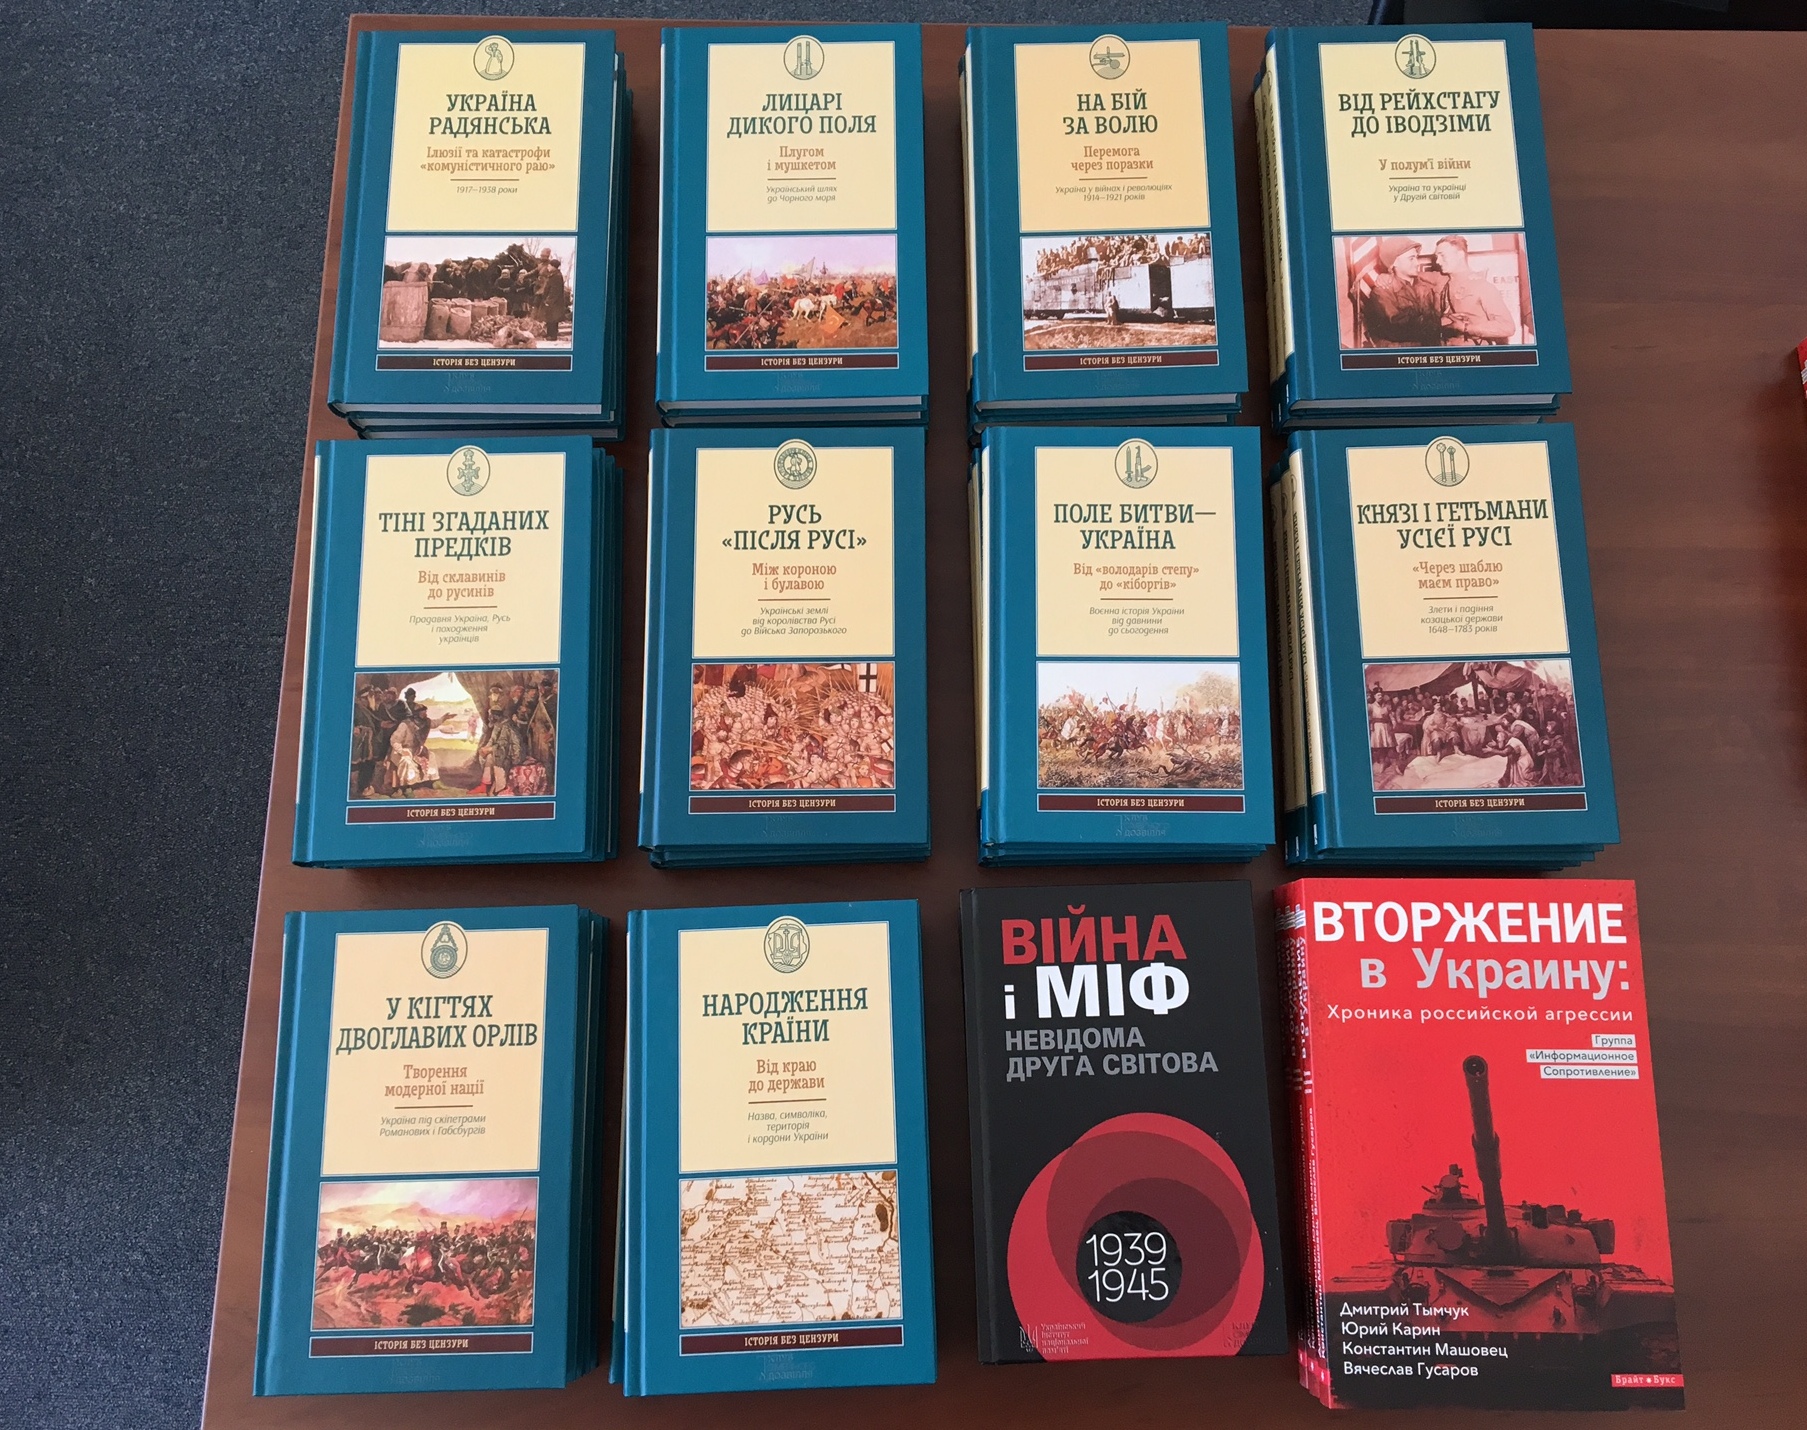 УКРАЇНА
РАДЯНСЬКА
Ілюзії та катастрофи
«комуністичного раю»
1917–1938 роки
ІСТОРІЯ БЕЗ ЦЕНЗУРИ
ЛИЦАРІ
ДИКОГО ПОЛЯ
Плугом
і мушкетом
Український шлях
до Чорного моря
ІСТОРІЯ БЕЗ ЦЕНЗУРИ
НА БІЙ
ЗА ВОЛЮ
Перемога
через поразки
Україна у війнах і революціях
1914–1921 років
ІСТОРІЯ БЕЗ ЦЕНЗУРИ
ВІД РЕЙХСТАГУ
ДО ІВОДЗІМИ
У полум'ї війни
Україна та українці
у Другій світовій
ІСТОРІЯ БЕЗ ЦЕНЗУРИ
ТІНІ ЗГАДАНИХ
ПРЕДКІВ
Від склавинів
до русинів
Прадавня Україна, Русь
і походження
українців
ІСТОРІЯ БЕЗ ЦЕНЗУРИ
РУСЬ
«ПІСЛЯ РУСІ»
Між короною
і булавою
Українські землі
від королівства Русі
до Війська Запорозького
ІСТОРІЯ БЕЗ ЦЕНЗУРИ
ПОЛЕ БИТВИ—
УКРАЇНА
Від «володарів степу»
до «кіборгів»
Воєнна історія України
від давнини
до сьогодення
ІСТОРІЯ БЕЗ ЦЕНЗУРИ
КНЯЗІ І ГЕТЬМАНИ
УСІЄЇ РУСІ
«Через шаблю
маєм право»
Злети і падіння
козацької держави
1648–1783 років
ІСТОРІЯ БЕЗ ЦЕНЗУРИ
У КІГТЯХ
ДВОГЛАВИХ ОРЛІВ
Творення
модерної нації
Україна під скіпетрами
Романових і Габсбургів
ІСТОРІЯ БЕЗ ЦЕНЗУРИ
НАРОДЖЕННЯ
КРАЇНИ
Від краю
до держави
Назва, символіка,
територія
і кордони України
ІСТОРІЯ БЕЗ ЦЕНЗУРИ
ВІЙНА
і МІФ
НЕВІДОМА
ДРУГА СВІТОВА
1939
1945
Український
інститут
національної
пам'яті
ВТОРЖЕНИЕ
в Украину:
Хроника российской агрессии
Группа
«Информационное
Сопротивление»
Дмитрий Тымчук
Юрий Карин
Константин Машовец
Вячеслав Гусаров
Брайт Букс